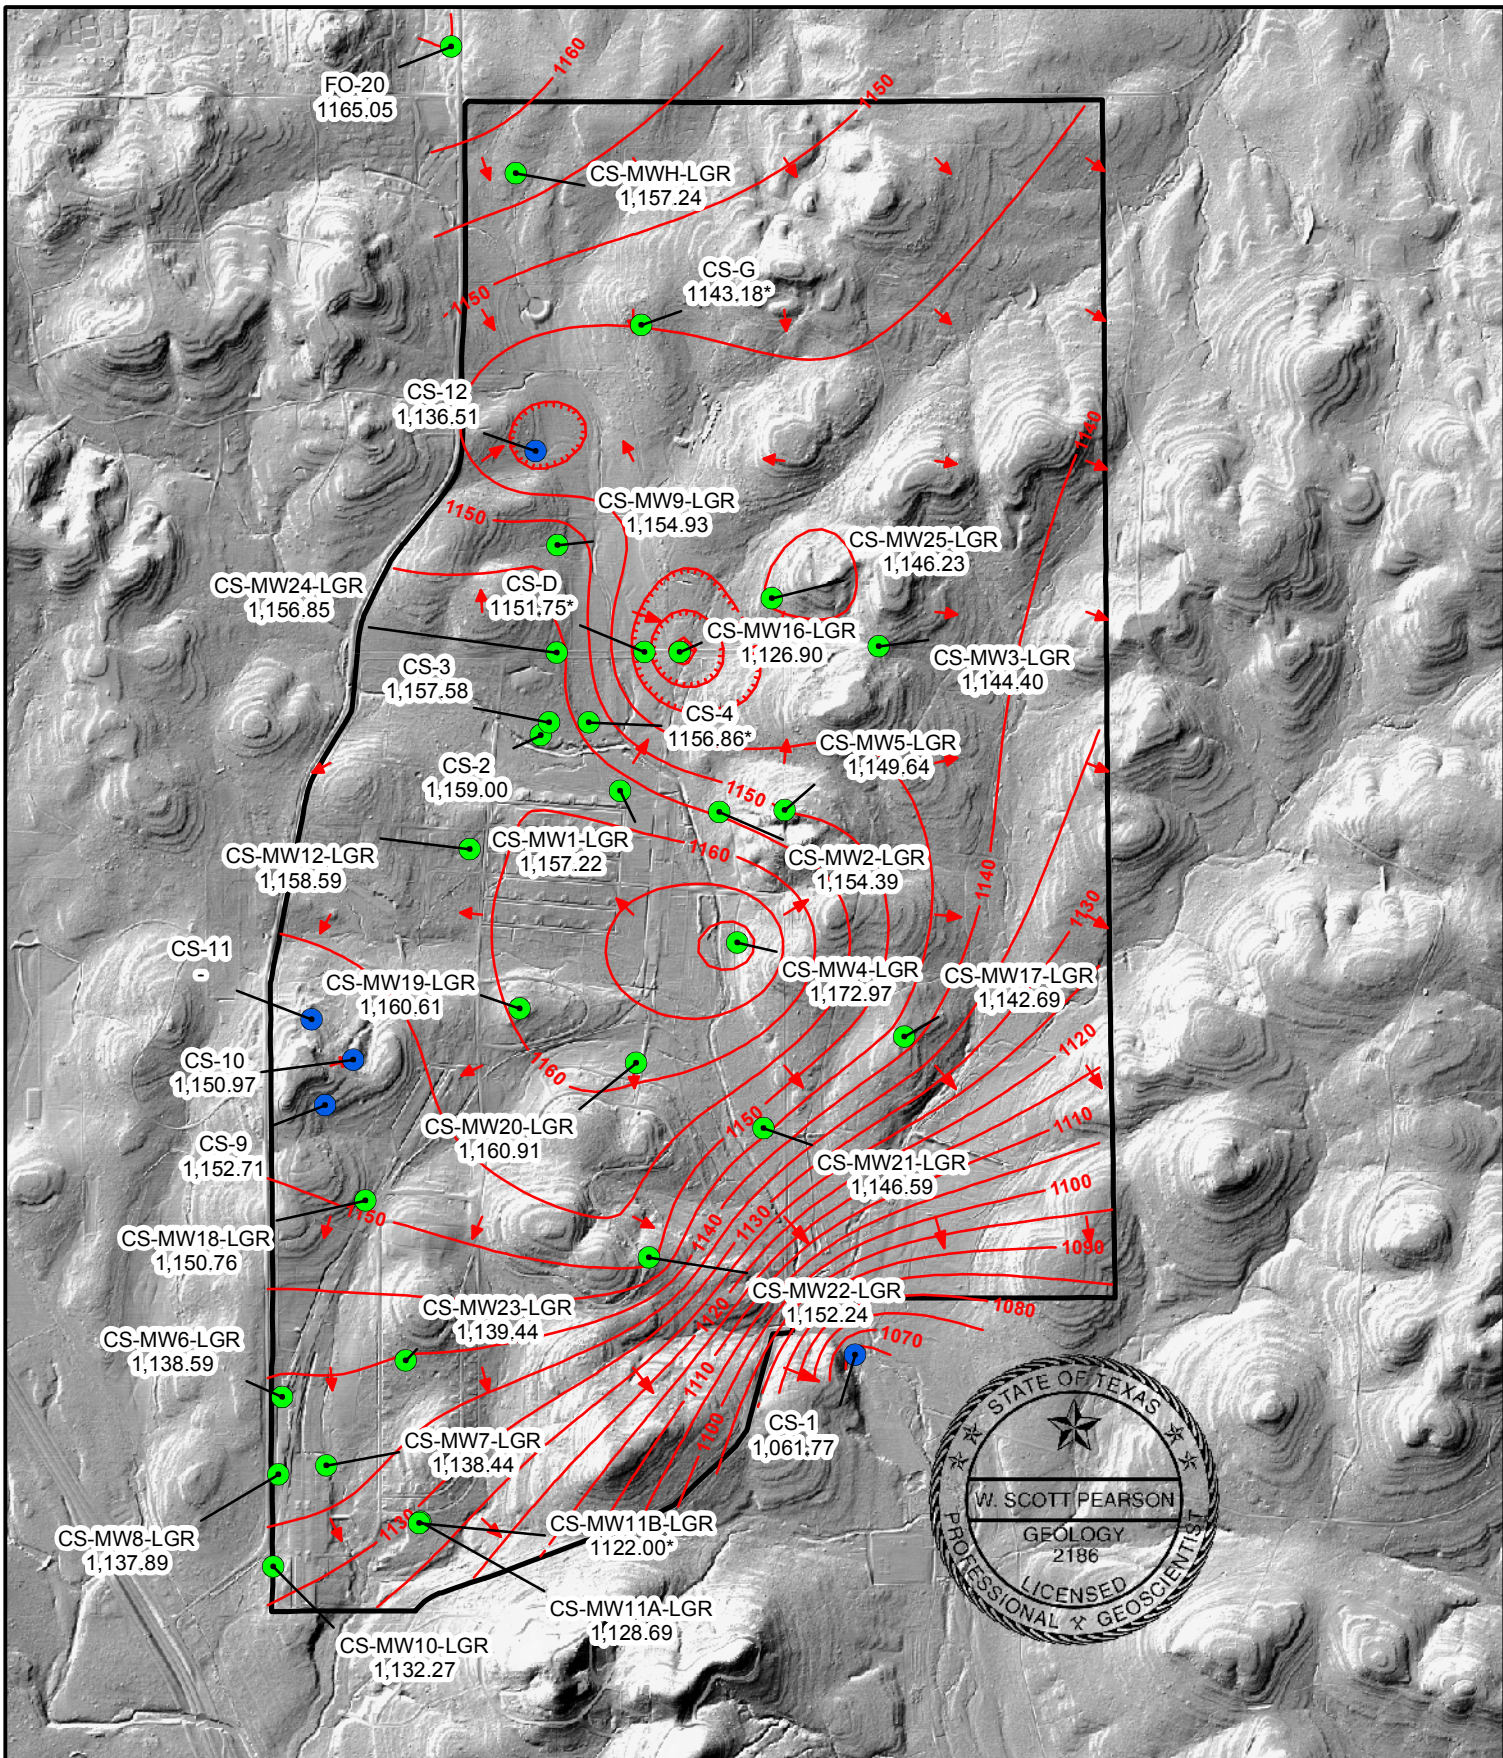 1160
FO-20
1165.05
1150
CS-MWH-LGR
1,157.24
CS-G
1143.18*
1150
CS-12
1,136.51
1140
CS-MW9-LGR
1,154.93
1150
CS-MW25-LGR
1,146.23
CS-MW24-LGR
1,156.85
CS-D
1151.75*
CS-MW16-LGR
1,126.90
CS-MW3-LGR
1,144.40
CS-3
1,157.58
CS-4
1156.86*
CS-MW5-LGR
1,149.64
CS-2
1,159.00
1150
CS-MW1-LGR
1,157.22
1160
CS-MW12-LGR
1,158.59
CS-MW2-LGR
1,154.39
1140
1130
CS-11
-
CS-MW19-LGR
1,160.61
CS-MW4-LGR
1,172.97
CS-MW17-LGR
1,142.69
CS-10
1,150.97
1160
1120
CS-9
1,152.71
CS-MW20-LGR
1,160.91
1150
1110
CS-MW21-LGR
1,146.59
1100
CS-MW18-LGR
1,150.76
1150
1140
1130
1090
CS-MW22-LGR
1,152.24
CS-MW23-LGR
1,139.44
1120
1080
CS-MW6-LGR
1,138.59
1070
1110
CS-1
1,061.77
1100
CS-MW7-LGR
1,138.44
CS-MW8-LGR
1,137.89
1130
CS-MW11B-LGR
1122.00*
CS-MW11A-LGR
1,128.69
CS-MW10-LGR
1,132.27
STATE OF TEXAS
W. SCOTT PEARSON
GEOLOGY
2186
LICENSED
PROFESSIONAL GEOSCIENTIST